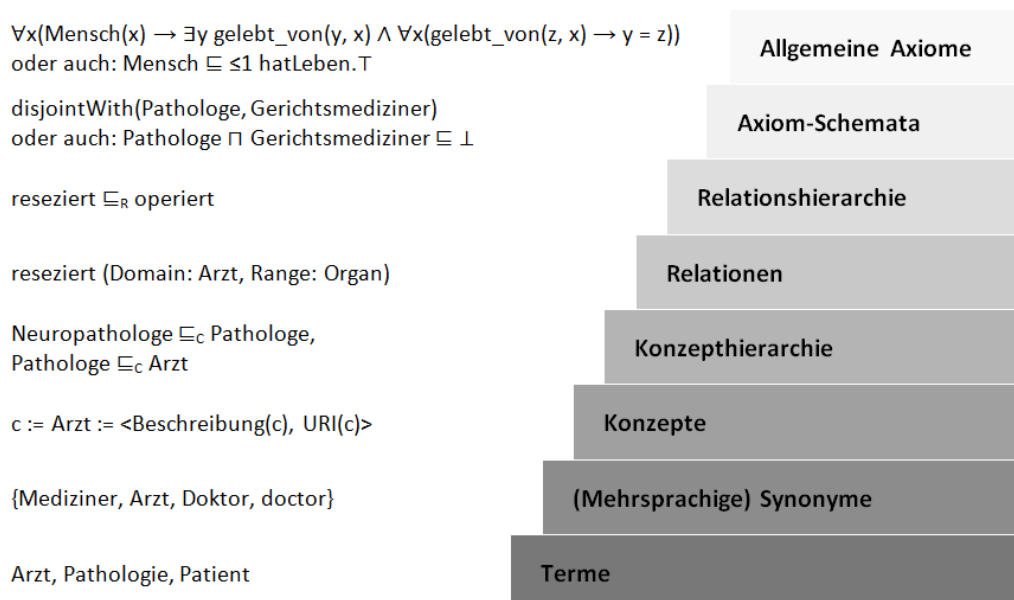 ∀x(Mensch(x) → ∃y gelebt_von(y, x) ∧ ∀x(gelebt_von(z, x) → y = z))
oder auch: Mensch ⊑ ≤1 hatLeben.⊤
Allgemeine Axiome
disjointWith(Pathologe, Gerichtsmediziner)
oder auch: Pathologe ⊓ Gerichtsmediziner ⊑ ⊥
Axiom-Schemata
reseziert ⊑R operiert
Relationshierarchie
reseziert (Domain: Arzt, Range: Organ)
Relationen
Neuropathologe ⊑C Pathologe,
Pathologe ⊑C Arzt
Konzepthierarchie
c := Arzt := <Beschreibung(c), URI(c)>
Konzepte
{Mediziner, Arzt, Doktor, doctor}
(Mehrsprachige) Synonyme
Arzt, Pathologie, Patient
Terme